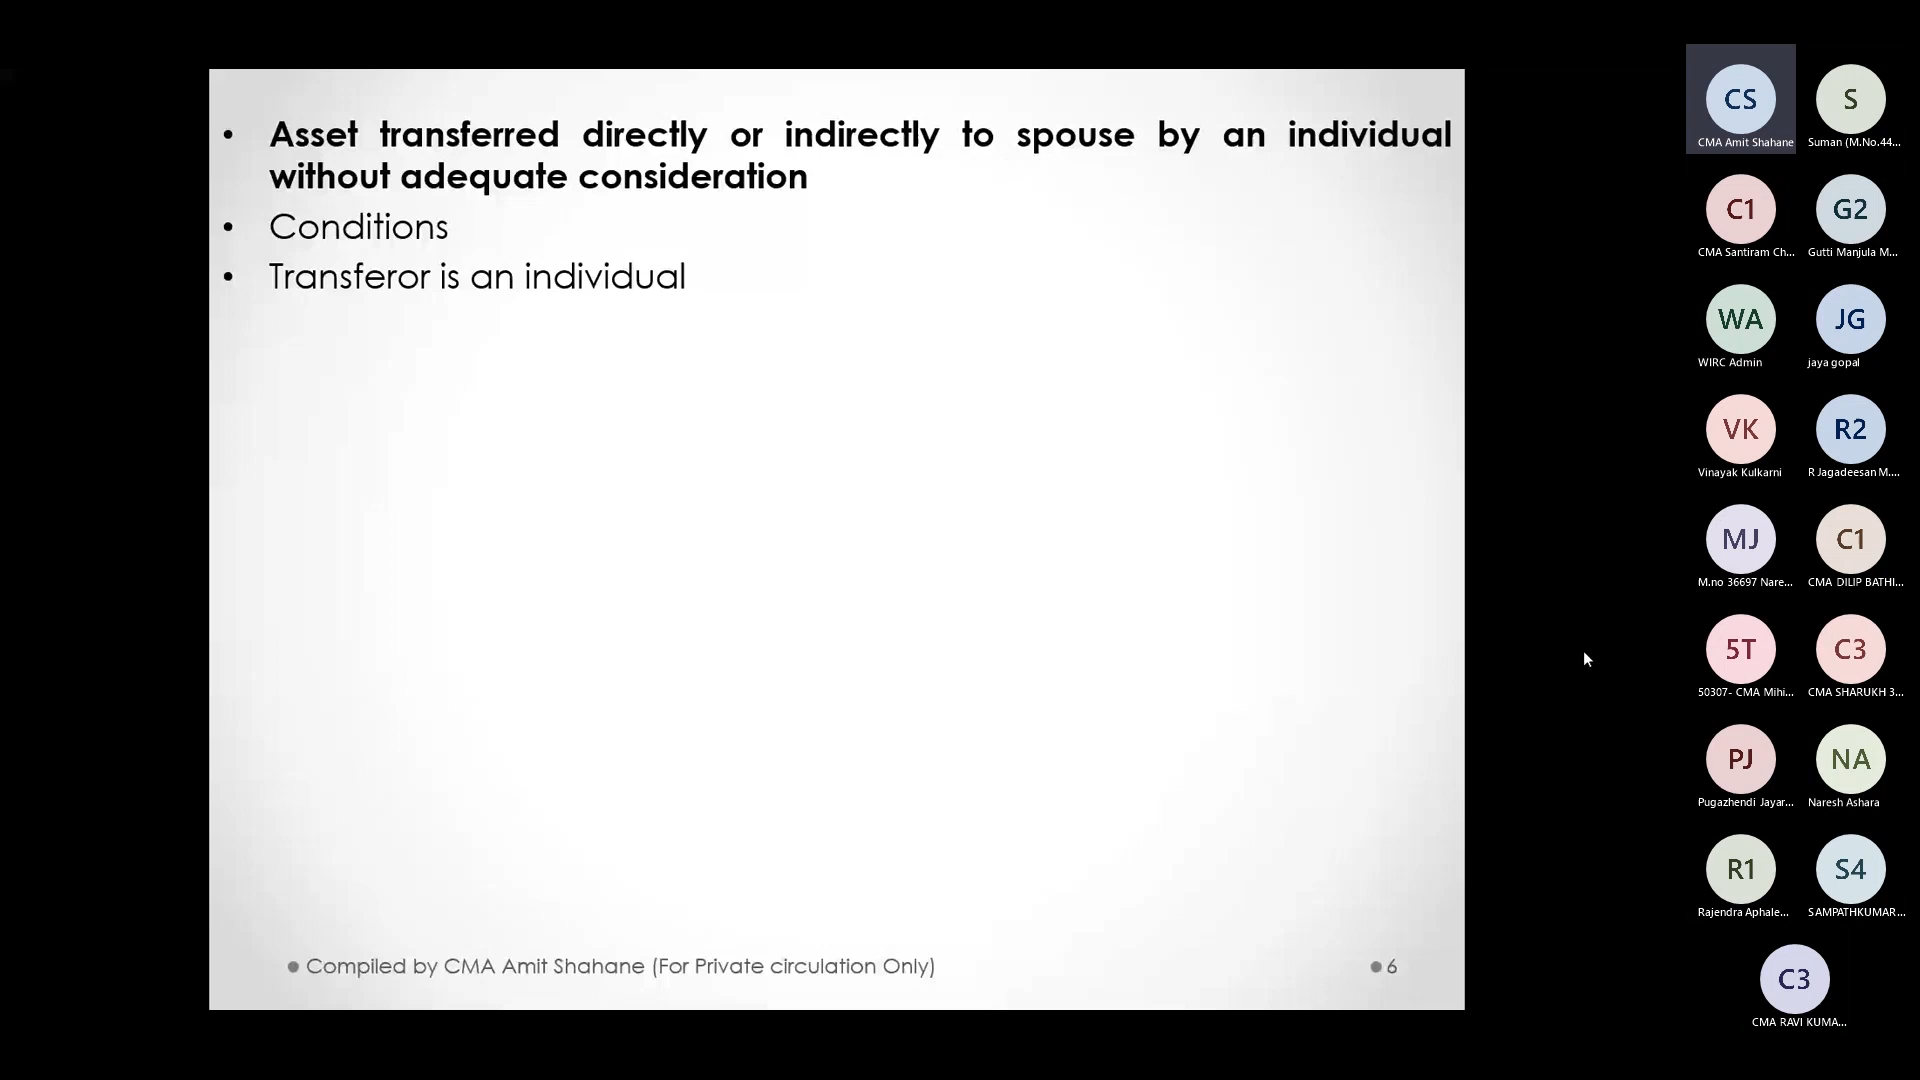 • Asset transferred directly or indirectly to spouse by an individual
without adequate consideration
• Conditions
• Transferor is an individual
Compiled by CMA Amit Shahane (For Private circulation Only)
6
CS
CMA Amit Shahane
S
Suman (M.No.44...
C1
CMA Santiram Ch...
G2
Gutti Manjula M...
WA
WIRC Admin
JG
jaya gopal
VK
Vinayak Kulkarni
R2
R Jagadeesan M....
MJ
M.no 36697 Nare...
C1
CMA DILIP BATHI...
5T
50307- CMA Mihi...
C3
CMA SHARUKH 3...
PJ
Pugazhendi Jayar...
NA
Naresh Ashara
R1
Rajendra Aphale...
S4
SAMPATHKUMAR...
C3
CMA RAVI KUMA...